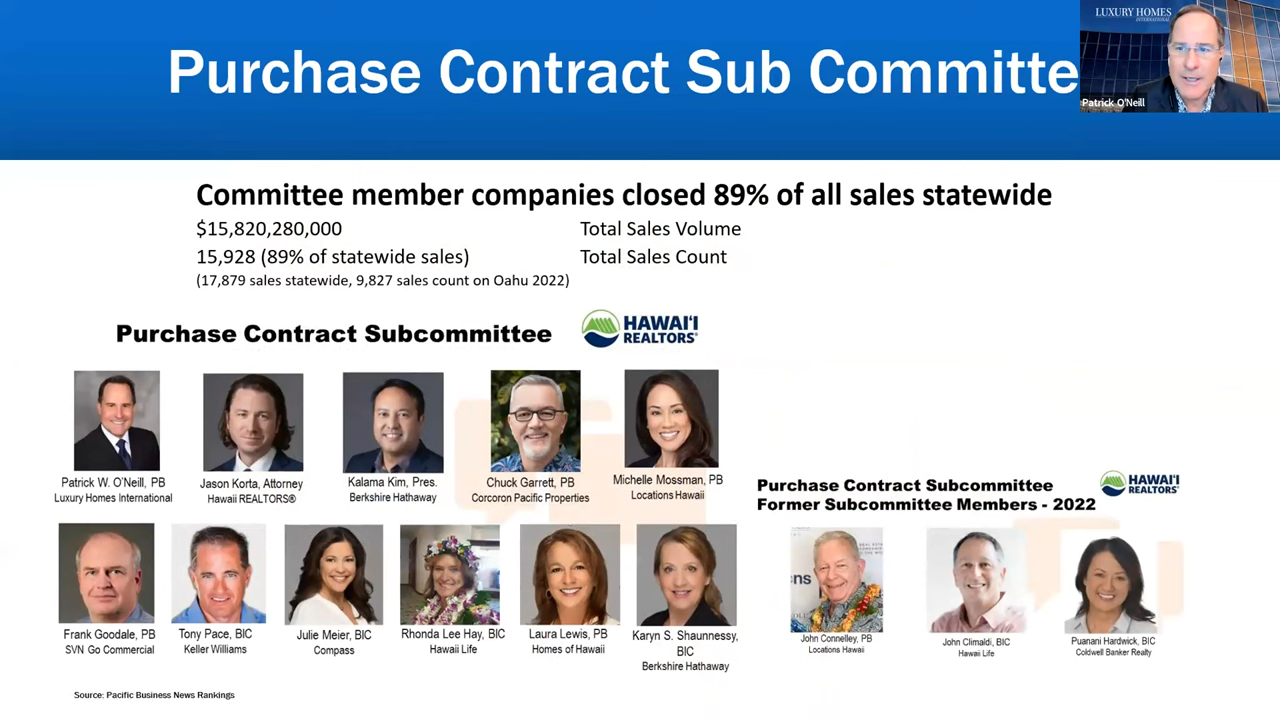 Purchase Contract Sub Committe
LUXURY HOMES
INTERNATIONAL
Patrick O'Neill
Committee member companies closed 89% of all sales statewide
$15,820,280,000 Total Sales Volume
15,928 (89% of statewide sales) Total Sales Count
(17,879 sales statewide, 9,827 sales count on Oahu 2022)
Purchase Contract Subcommittee
HAWAI'I
REALTORS®
Patrick W. O'Neill, PB
Luxury Homes International
Jason Korta, Attorney
Hawaii REALTORS®
Kalama Kim, Pres.
Berkshire Hathaway
Chuck Garrett, PB
Corcoron Pacific Properties
Michelle Mossman, PB
Locations Hawaii
Frank Goodale, PB
SVN Go Commercial
Tony Pace, BIC
Keller Williams
Julie Meier, BIC
Compass
Rhonda Lee Hay, BIC
Hawaii Life
Laura Lewis, PB
Homes of Hawaii
Karyn S. Shaunnessy,
BIC
Berkshire Hathaway
Purchase Contract Subcommittee
Former Subcommittee Members - 2022
HAWAI'I
REALTORS®
ns
John Connelley, PB
Locations Hawaii
John Climaldi, BIC
Hawaii Life
Puanani Hardwick, BIC
Coldwell Banker Realty
Source: Pacific Business News Rankings